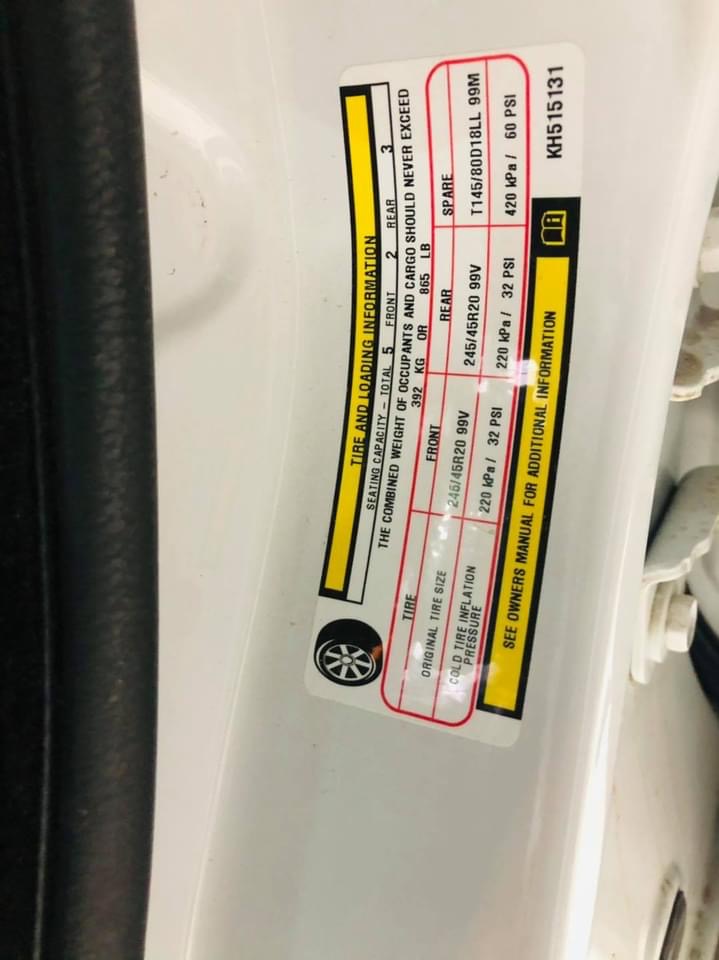 TIRE AND LOADING INFORMATION
SEATING CAPACITY – TOTAL 5 FRONT 2 REAR 3
THE COMBINED WEIGHT OF OCCUPANTS AND CARGO SHOULD NEVER EXCEED
392 KG OR 865 LB
TIRE FRONT REAR SPARE
ORIGINAL TIRE SIZE 245/45R20 99V 245/45R20 99V T145/80D18LL 99M
COLD TIRE INFLATION PRESSURE 220 kPa / 32 PSI 220 kPa / 32 PSI 420 kPa / 60 PSI
SEE OWNERS MANUAL FOR ADDITIONAL INFORMATION
KH515131